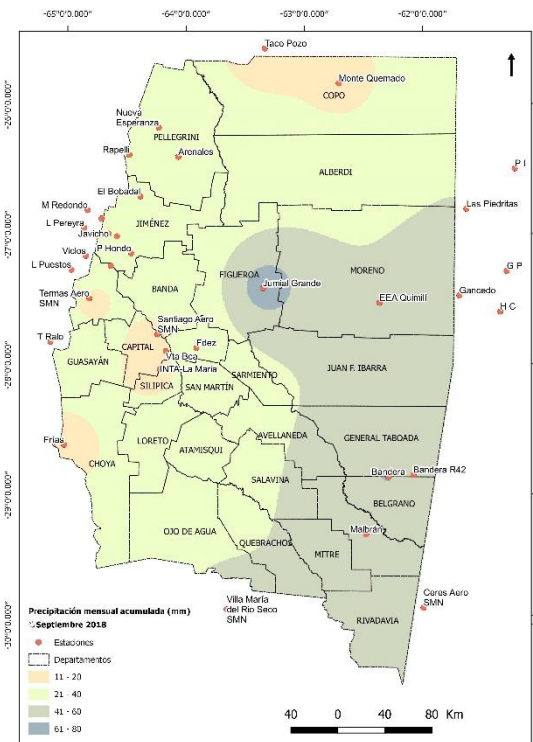 -65°0'0.000" -64°0'0.000" -63°0'0.000" -62°0'0.000"
Taco Pozo
Monte Quemado
COPO
-26°0'0.000"
Nueva
Esperanza
PELLEGRINI
Rapelli
Arenales
ALBERDI
P I
El Bobadal
Las Piedritas
M Redondo
L Pereyra
JIMÉNEZ
Javicho
-27°0'0.000"
Viclos
P Hondo
FIGUEROA
MORENO
G P
L Puestos
BANDA
Jumial Grande
Gancedo
EEA Quimilí
Termas Aero
SMN
H C
Santiago Aero
SMN
T Ralo
CAPITAL
Fdez
Vta Bca
GUASAYÁN
INTA-La María
SARMIENTO
JUAN F. IBARRA
-28°0'0.000"
SILIPICA
SAN MARTÍN
Frías
LORETO
AVELLANEDA
GENERAL TABOADA
CHOYA
ATAMISQUI
Bandera
Bandera R42
SALAVINA
-29°0'0.000"
BELGRANO
OJO DE AGUA
Malbrán
QUEBRACHOS
MITRE
Villa María
del Rio Seco
SMN
Ceres Aero
SMN
RIVADAVIA
-30°0'0.000"
Precipitación mensual acumulada (mm)
Septiembre 2018
Estaciones
Departamentos
11 - 20
21 - 40
41 - 60
61 - 80
40 0 40 80 Km